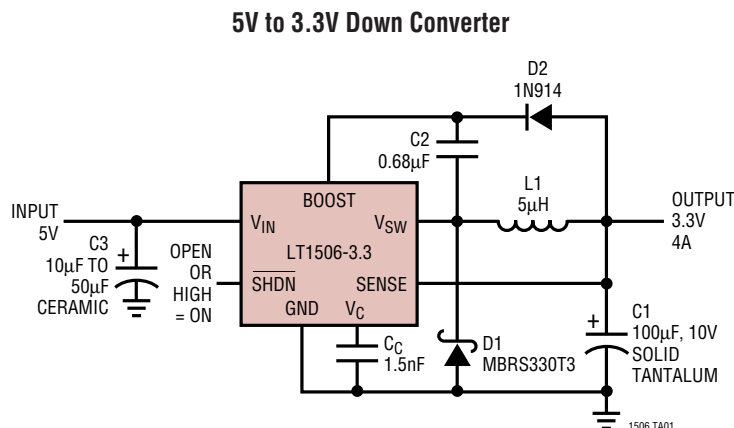 5V to 3.3V Down Converter
D2
1N914
C2
0.68µF
L1
5µH
BOOST
INPUT
5V
VIN
VSW
OUTPUT
3.3V
4A
LT1506-3.3
C3
+
10µF TO
50µF
CERAMIC
OPEN
OR
HIGH
= ON
SHDN
SENSE
GND
VC
CC
1.5nF
D1
MBRS330T3
+
C1
100µF, 10V
SOLID
TANTALUM
1506 TA01